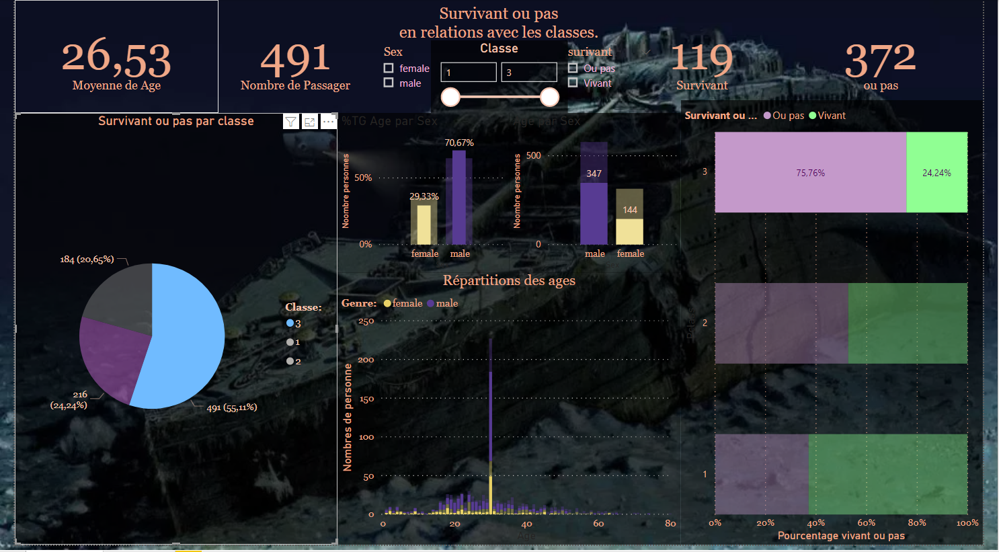 Survivant ou pas
en relations avec les classes.
26,53
Moyenne de Age
491
Nombre de Passager
Sex
female
male
Classe
1
3
surivant
Ou pas
Vivant
119
Survivant
372
ou pas
Survivant ou pas par classe
184 (20,65%)
216
(24,24%)
491 (55,11%)
Classe:
3
1
2
%TG Age par Sex
Noombre personnes
50%
0%
29,33%
70,67%
female
male
Age par Sex
Noombre personnes
500
0
347
144
male
female
Répartitions des ages
Genre:
female
male
Nombres de personne
250
200
150
100
50
0
0
20
40
60
80
Age
Survivant ou ...
Ou pas
Vivant
3
75,76%
24,24%
2
1
0%
20%
40%
60%
80%
100%
Pourcentage vivant ou pas